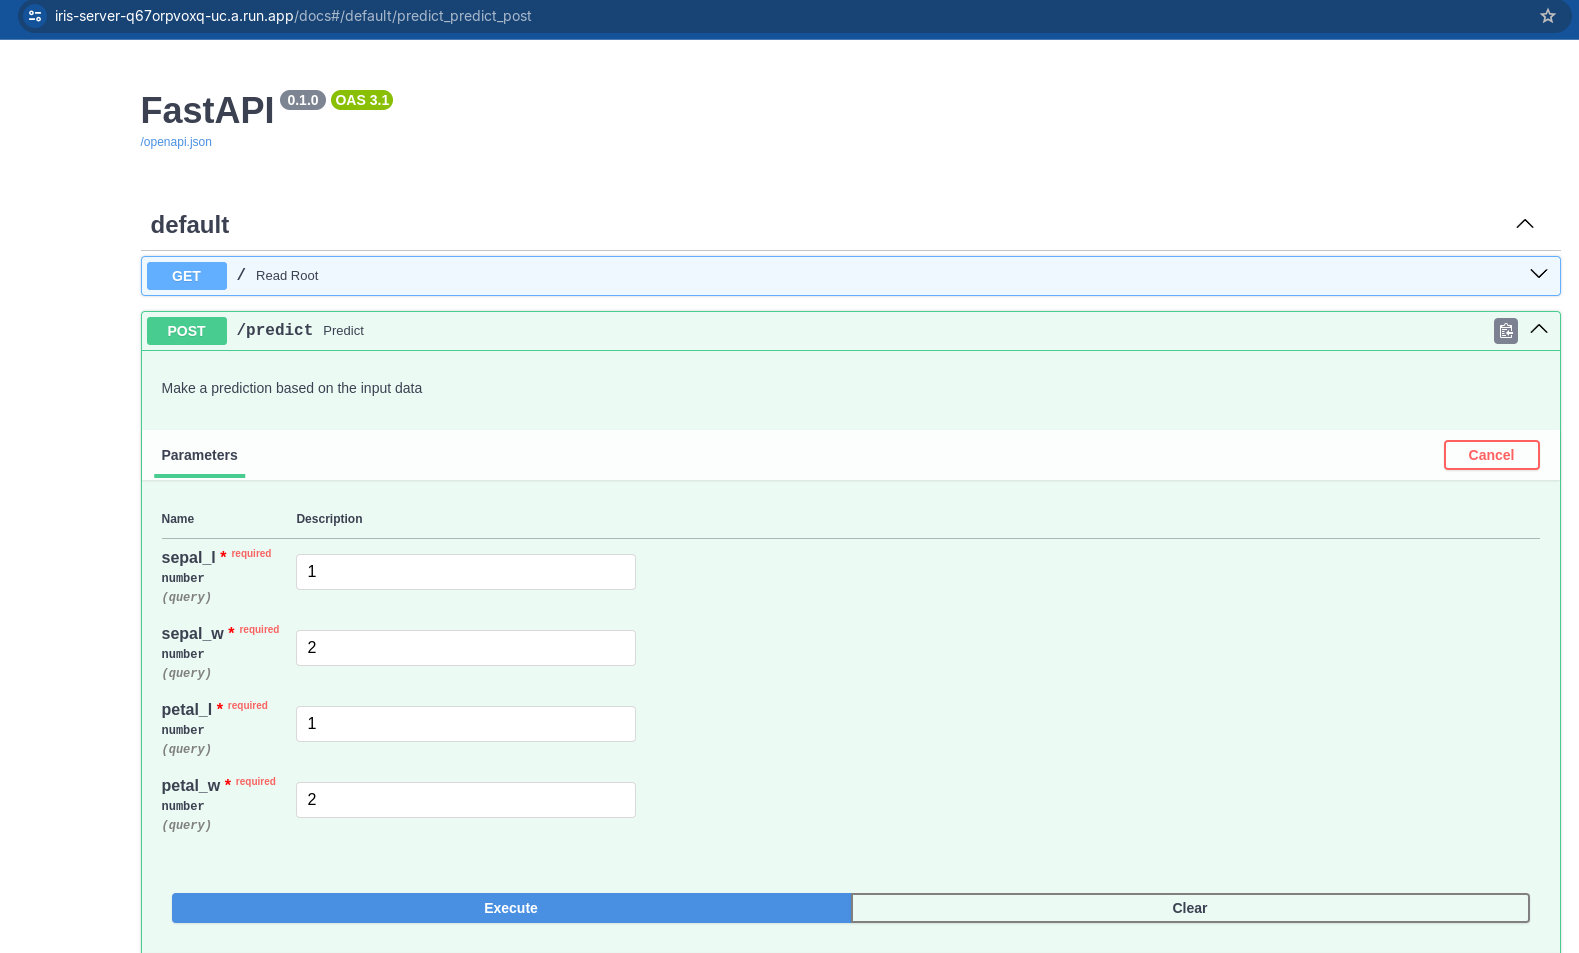 iris-server-q67orpvoxq-uc.a.run.app/docs#/default/predict_predict_post
FastAPI 0.1.0 OAS 3.1
/openapi.json
default
GET / Read Root
POST /predict Predict
Make a prediction based on the input data
Parameters Cancel
Name Description
sepal_l * required
number
(query)
1
sepal_w * required
number
(query)
2
petal_l * required
number
(query)
1
petal_w * required
number
(query)
2
Execute Clear